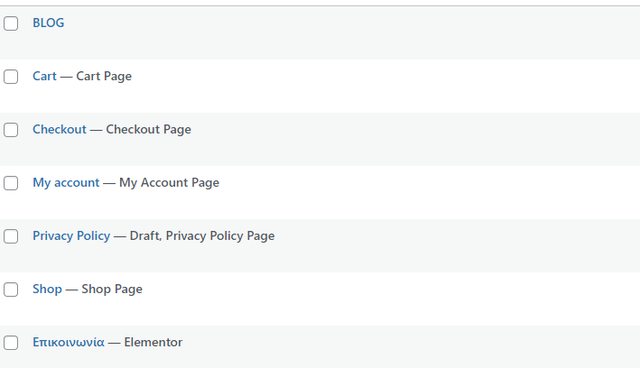 BLOG
Cart — Cart Page
Checkout — Checkout Page
My account — My Account Page
Privacy Policy — Draft, Privacy Policy Page
Shop — Shop Page
Επικοινωνία — Elementor